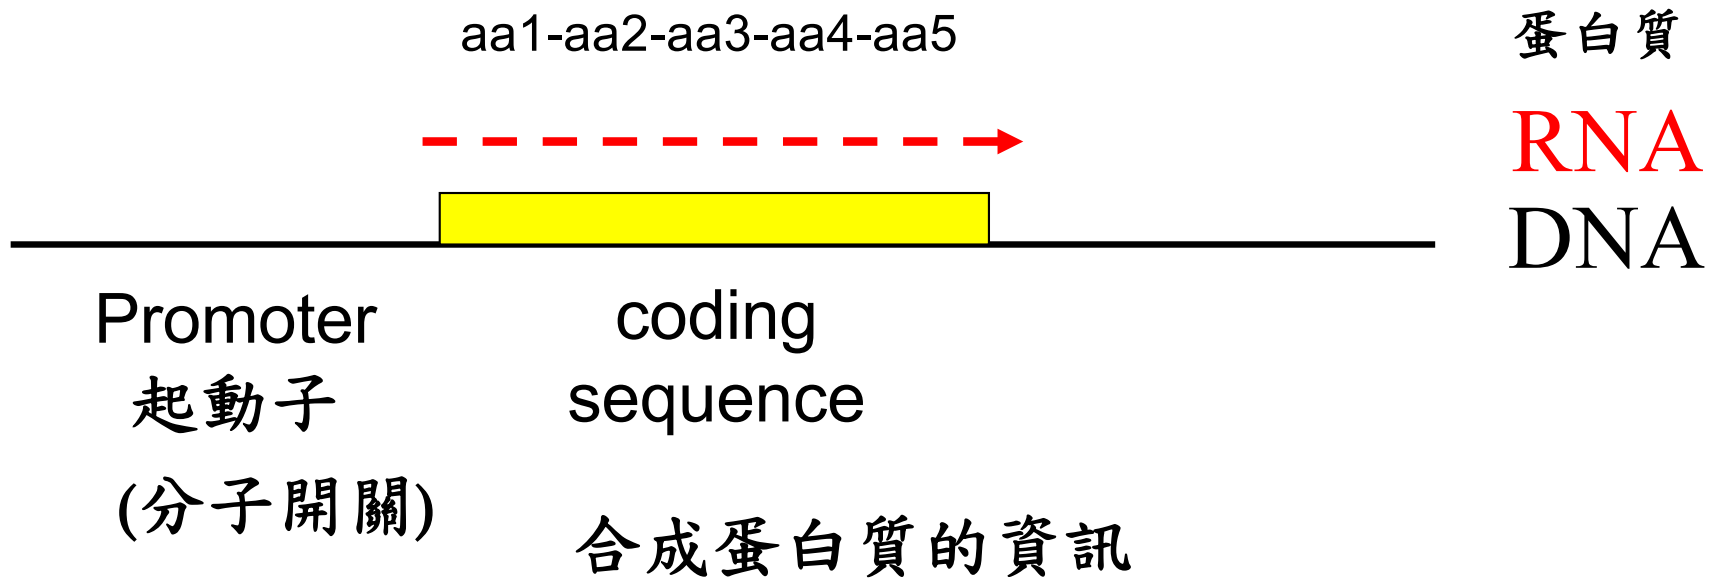 aa1-aa2-aa3-aa4-aa5
蛋白質
RNA
DNA
Promoter
起動子
(分子開關)
coding
sequence
合成蛋白質的資訊